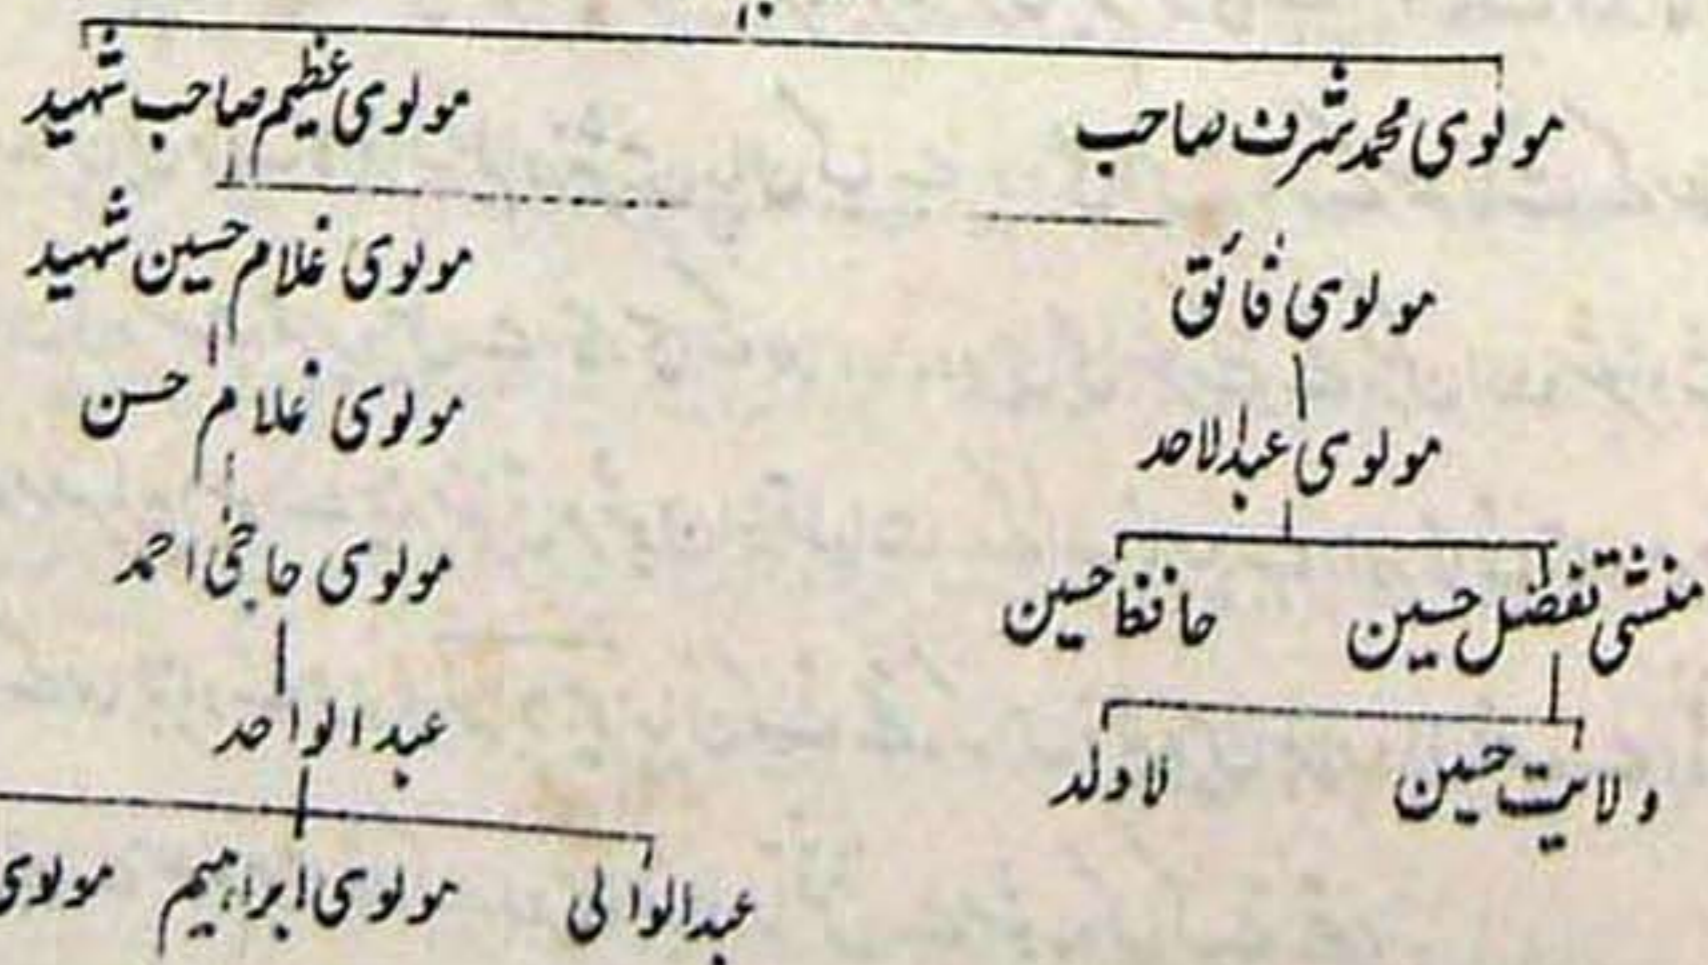 مولوی محمد شرف صاحب
مولوی عظیم صاحب شہید
مولوی فائق
مولوی غلام حسین شہید
مولوی عبدالاحد
مولوی غلام حسن
منشی تفضل حسین
حافظ حسین
مولوی حاجی احمد
ولایت حسین
لاولد
عبدالواحد
عبدالوالی
مولوی ابراہیم
مولوی